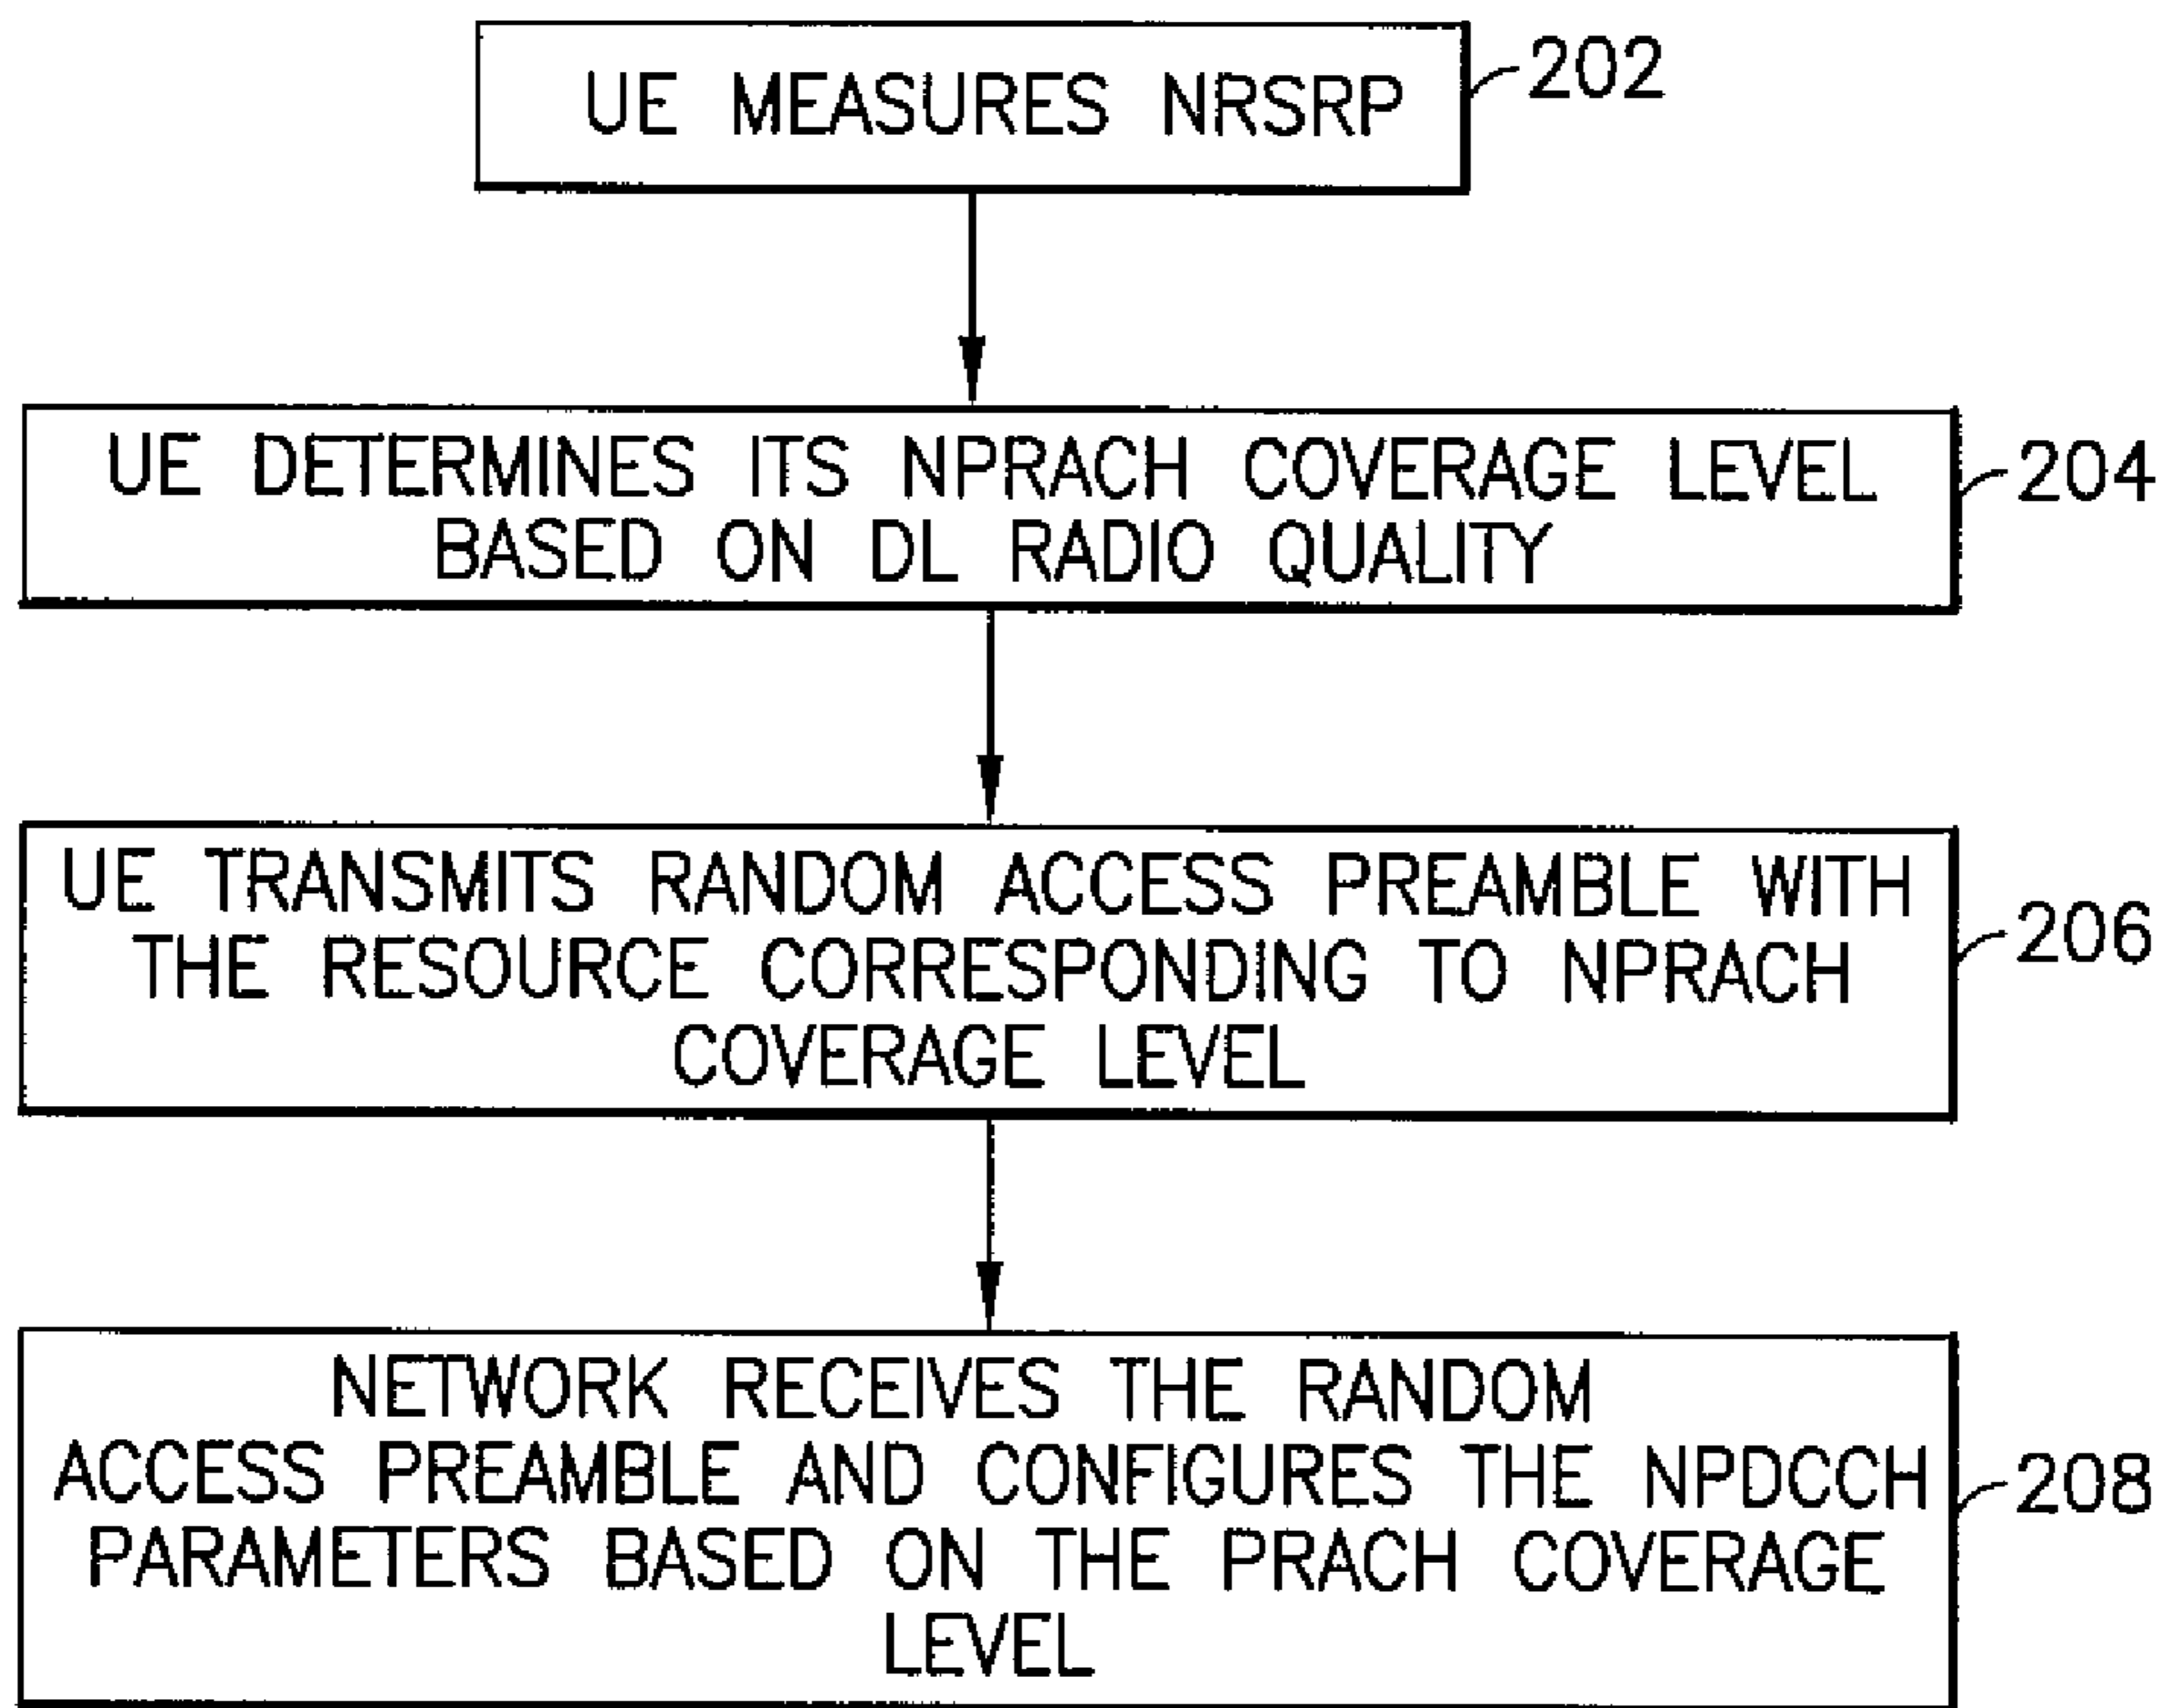 UE MEASURES NRSRP
202
UE DETERMINES ITS NPRACH COVERAGE LEVEL
BASED ON DL RADIO QUALITY
204
UE TRANSMITS RANDOM ACCESS PREAMBLE WITH
THE RESOURCE CORRESPONDING TO NPRACH
COVERAGE LEVEL
206
NETWORK RECEIVES THE RANDOM
ACCESS PREAMBLE AND CONFIGURES THE NPDCCH
PARAMETERS BASED ON THE PRACH COVERAGE
LEVEL
208